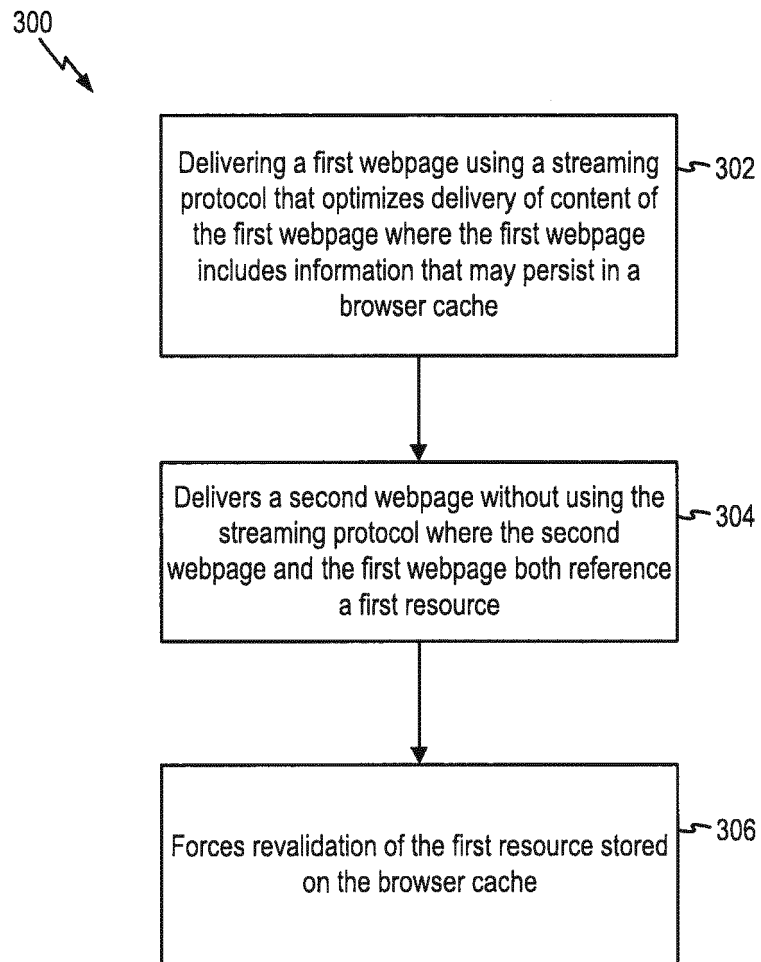 300
Delivering a first webpage using a streaming
protocol that optimizes delivery of content of
the first webpage where the first webpage
includes information that may persist in a
browser cache
302
Delivers a second webpage without using the
streaming protocol where the second
webpage and the first webpage both reference
a first resource
304
Forces revalidation of the first resource stored
on the browser cache
306